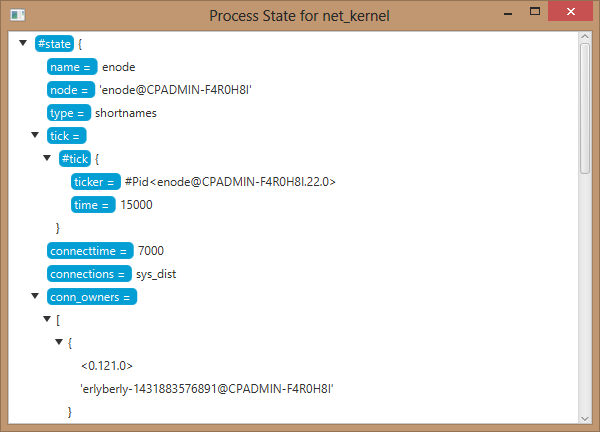 Process State for net_kernel
#state {
name = enode
node = 'enode@CPADMIN-F4R0H8I'
type = shortnames
tick =
#tick {
ticker = #Pid<enode@CPADMIN-F4R0H8I.22.0>
time = 15000
}
connecttime = 7000
connections = sys_dist
conn_owners =
[
{
<0.121.0>
'erlyberly-1431883576891@CPADMIN-F4R0H8I'
}